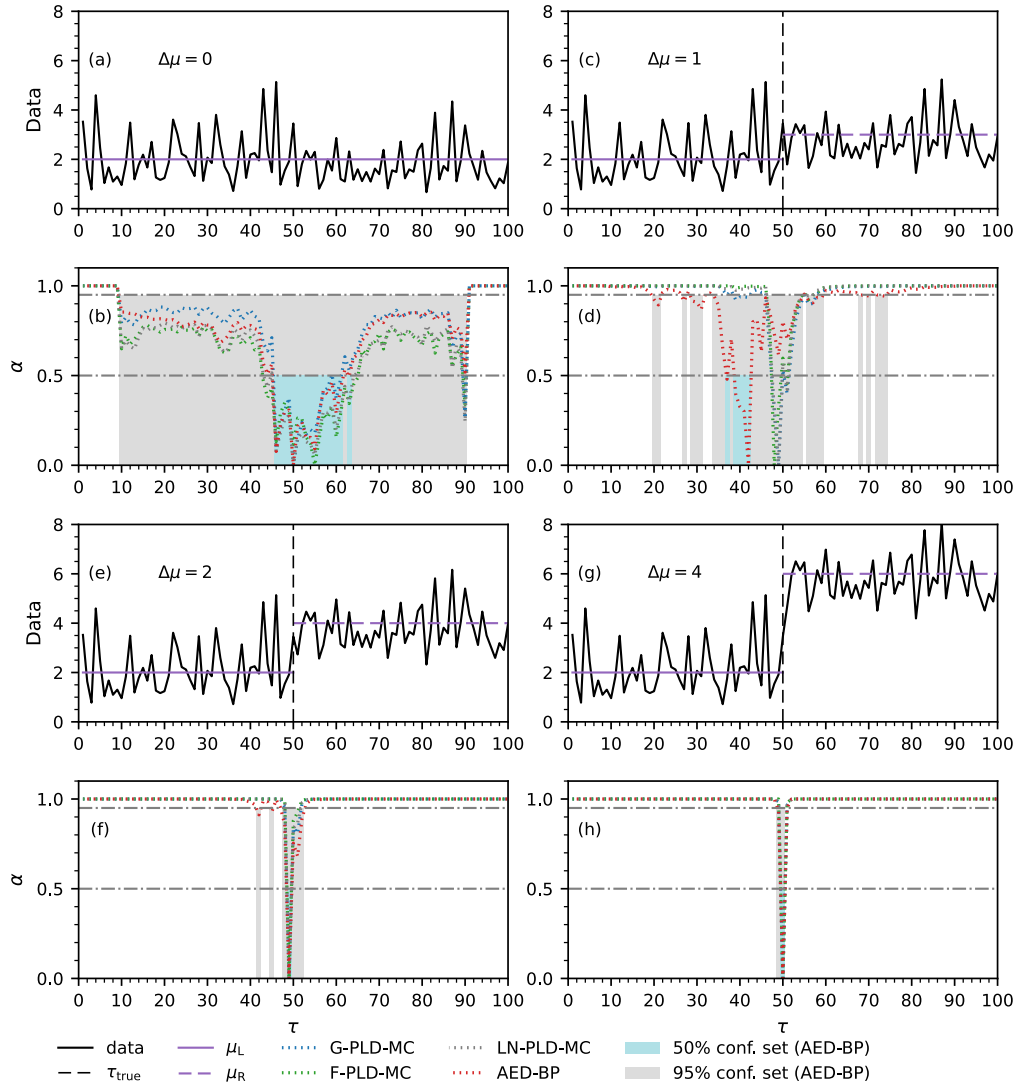 8
6
4
2
0
Data
(a)
Δμ = 0
0 10 20 30 40 50 60 70 80 90 100
8
6
4
2
0
(c)
Δμ = 1
0 10 20 30 40 50 60 70 80 90 100
1.0
0.5
0.0
α
(b)
0 10 20 30 40 50 60 70 80 90 100
1.0
0.5
0.0
(d)
0 10 20 30 40 50 60 70 80 90 100
8
6
4
2
0
Data
(e)
Δμ = 2
0 10 20 30 40 50 60 70 80 90 100
8
6
4
2
0
(g)
Δμ = 4
0 10 20 30 40 50 60 70 80 90 100
1.0
0.5
0.0
α
(f)
0 10 20 30 40 50 60 70 80 90 100
τ
1.0
0.5
0.0
(h)
0 10 20 30 40 50 60 70 80 90 100
τ
data μL G-PLD-MC LN-PLD-MC 50% conf. set (AED-BP)
τtrue μR F-PLD-MC AED-BP 95% conf. set (AED-BP)